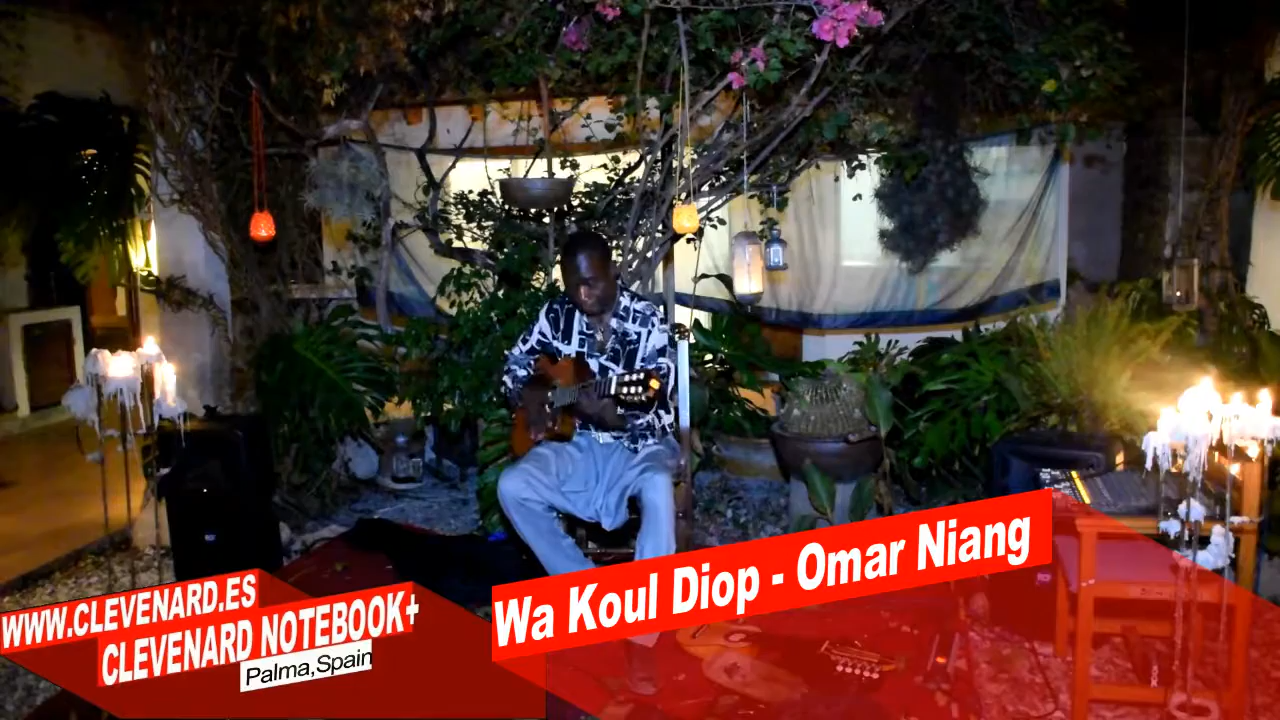 WWW.CLEVENARD.ES
CLEVENARD NOTEBOOK+
Palma,Spain
Wa Koul Diop - Omar Niang